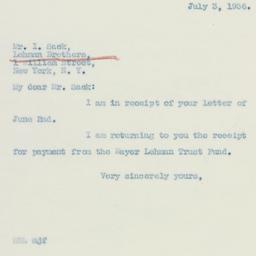 July 3, 1936.
Mr. I. Sack,
Lehman Brothers,
1 William Street,
New York, N. Y.
My dear Mr. Sack:
I am in receipt of your letter of
June 2nd.
I am returning to you the receipt
for payment from the Mayor Lehman Trust Fund.
Very sincerely yours,